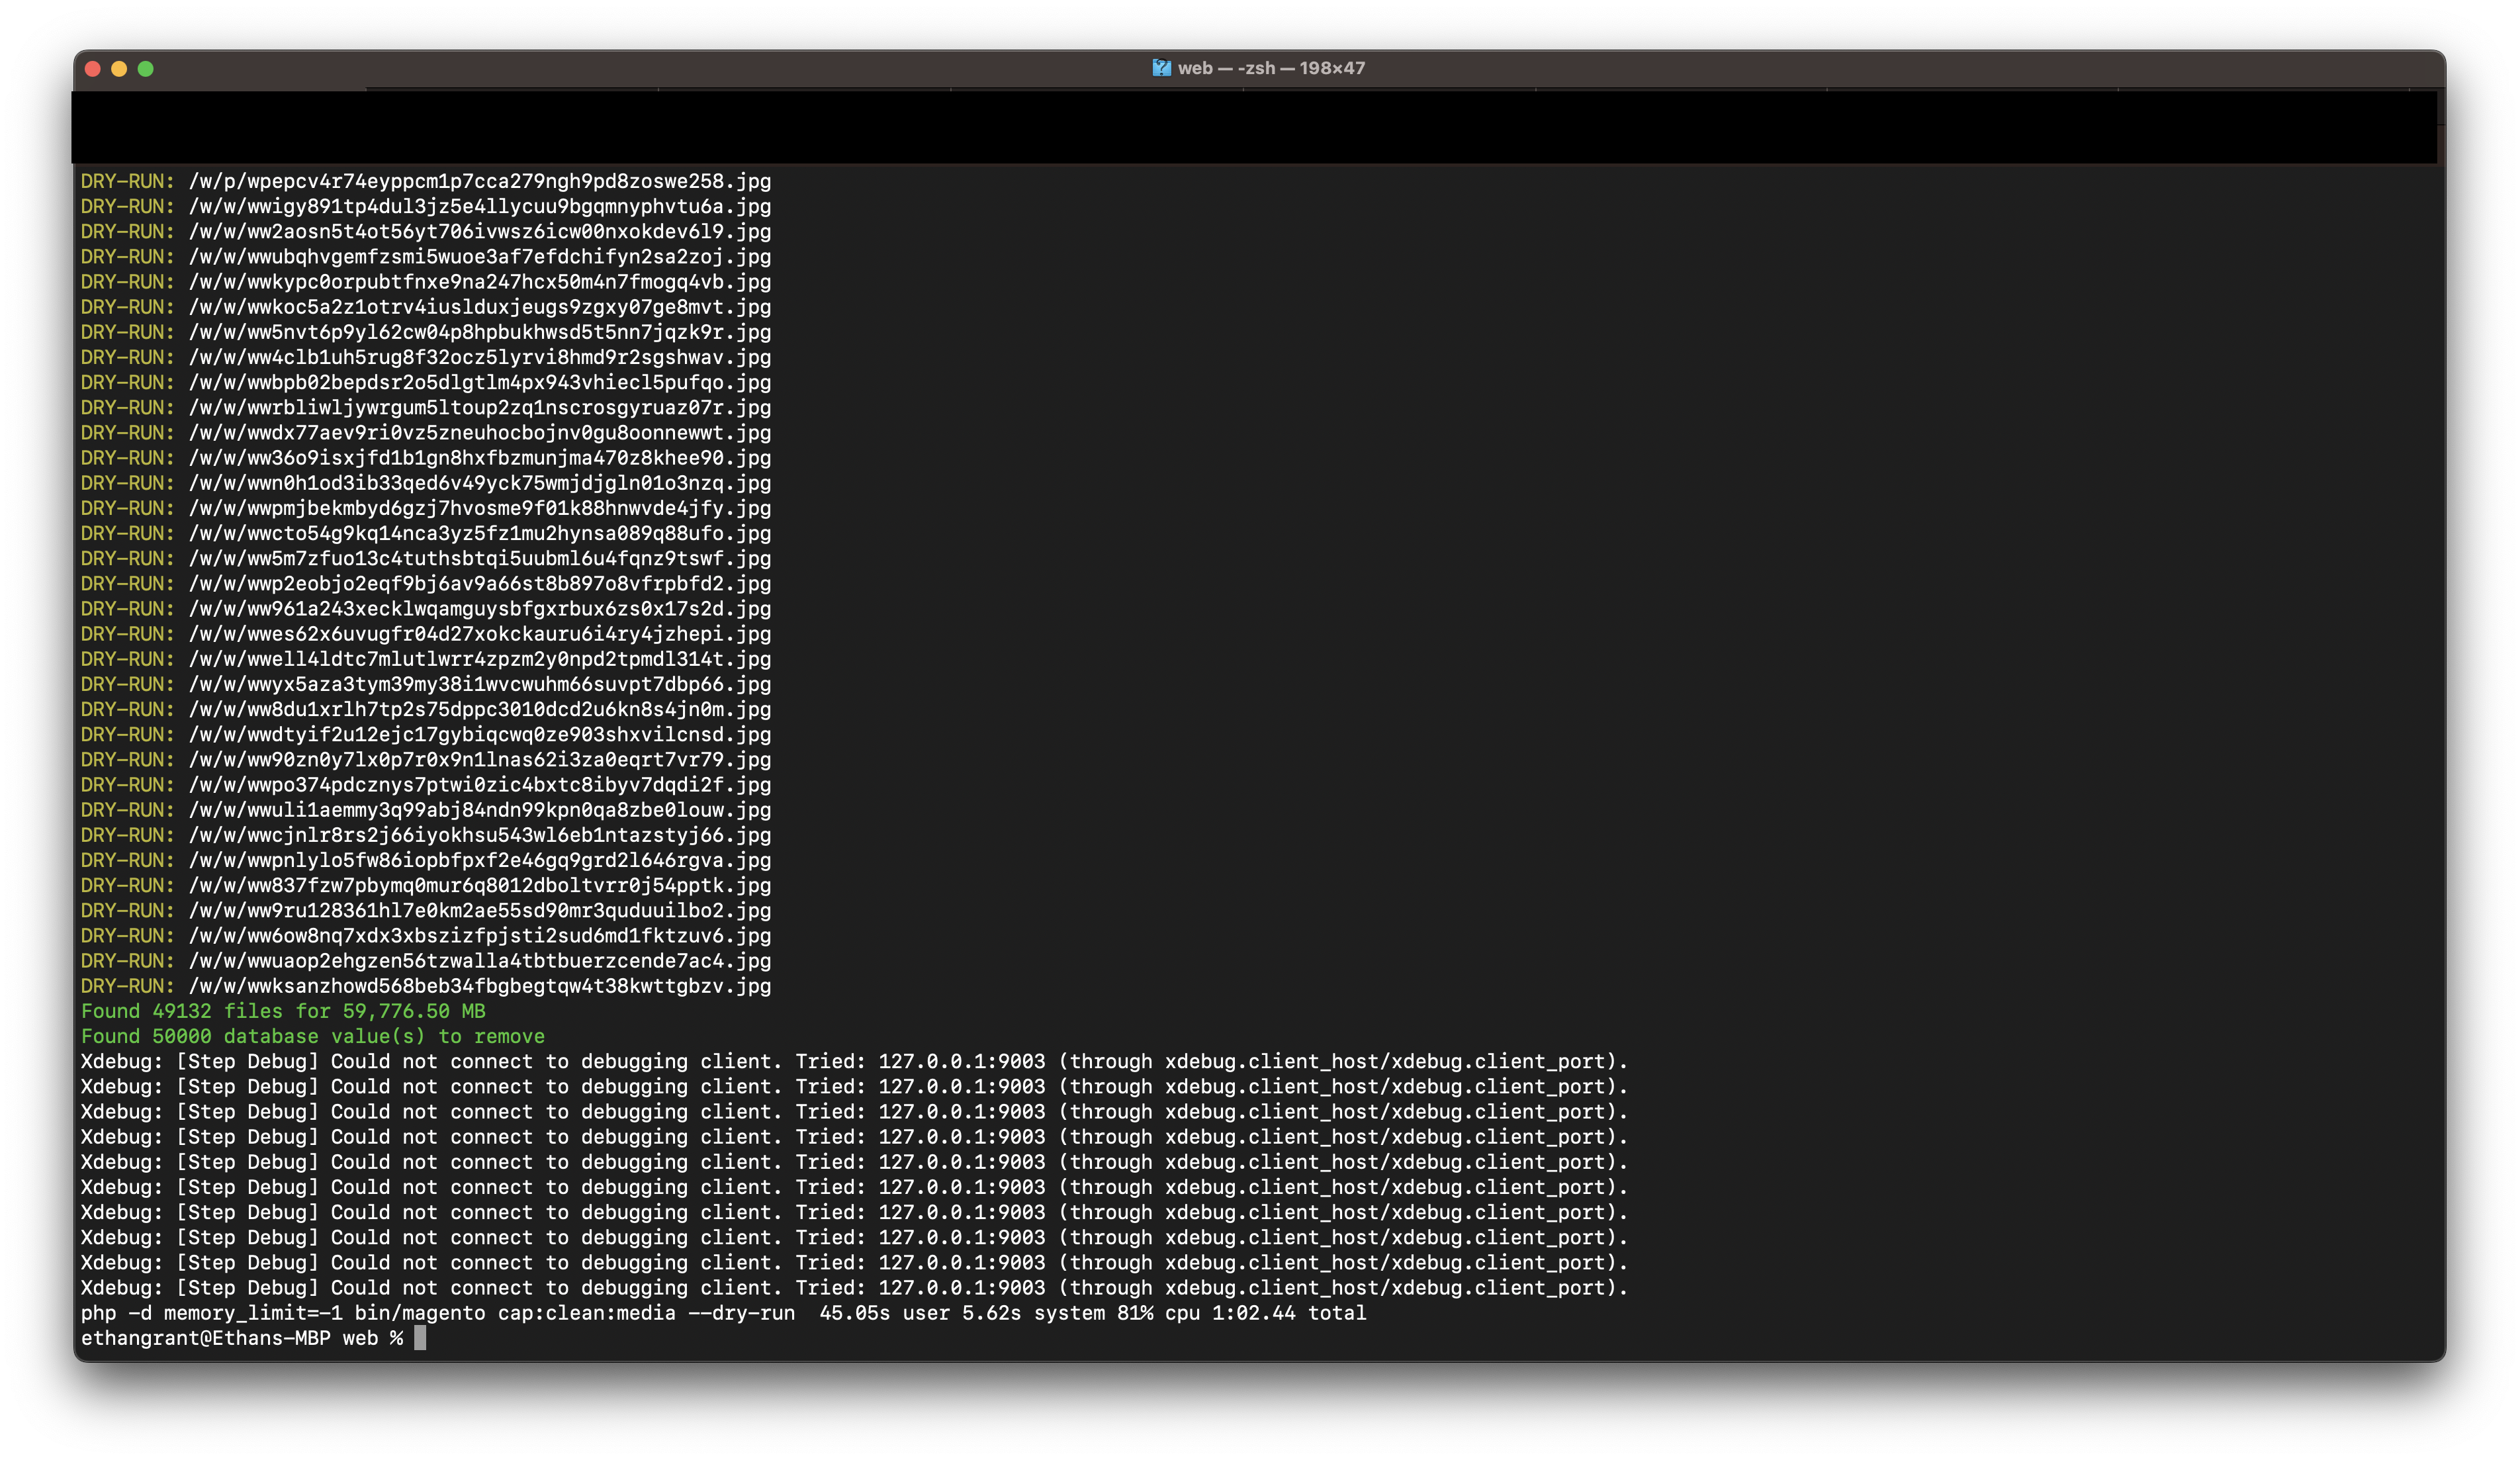 web — -zsh — 198×47
DRY-RUN: /w/p/wpepcv4r74eyppcm1p7cca279ngh9pd8zoswe258.jpg
DRY-RUN: /w/w/wwigy891tp4dul3jz5e4llycuu9bgqmnyphvtu6a.jpg
DRY-RUN: /w/w/ww2aosn5t4ot56yt706ivwsz6icw00nxokdev6l9.jpg
DRY-RUN: /w/w/wwubqhvgemfzsmi5wuoe3af7efdchifyn2sa2zoj.jpg
DRY-RUN: /w/w/wwkypc0orpubtfnxe9na247hcx50m4n7fmogq4vb.jpg
DRY-RUN: /w/w/wwkoc5a2z1otrv4iuslduxjeugs9zgxy07ge8mvt.jpg
DRY-RUN: /w/w/ww5nvt6p9yl62cw04p8hpbukhwsd5t5nn7jqzk9r.jpg
DRY-RUN: /w/w/ww4clb1uh5rug8f32ocz5lyrvi8hmd9r2sgshwav.jpg
DRY-RUN: /w/w/wwbpb02bepdsr2o5dlgtlm4px943vhiecl5pufqo.jpg
DRY-RUN: /w/w/wwrbliwljywrgum5ltoup2zq1nscrosgyruaz07r.jpg
DRY-RUN: /w/w/wwdx77aev9ri0vz5zneuhocbojnv0gu8oonnewwt.jpg
DRY-RUN: /w/w/ww36o9isxjfd1b1gn8hxfbzmunjma470z8khee90.jpg
DRY-RUN: /w/w/wwn0h1od3ib33qed6v49yck75wmjdjgln01o3nzq.jpg
DRY-RUN: /w/w/wwpmjbekmbyd6gzj7hvosme9f01k88hnwvde4jfy.jpg
DRY-RUN: /w/w/wwcto54g9kq14nca3yz5fz1mu2hynsa089q88ufo.jpg
DRY-RUN: /w/w/ww5m7zfuo13c4tuthsbtqi5uubml6u4fqnz9tswf.jpg
DRY-RUN: /w/w/wwp2eobjo2eqf9bj6av9a66st8b897o8vfrpbfd2.jpg
DRY-RUN: /w/w/ww961a243xecklwqamguysbfgxrbux6zs0x17s2d.jpg
DRY-RUN: /w/w/wwes62x6uvugfr04d27xokckauru6i4ry4jzhepi.jpg
DRY-RUN: /w/w/wwell4ldtc7mlutlwrr4zpzm2y0npd2tpmdl314t.jpg
DRY-RUN: /w/w/wwyx5aza3tym39my38i1wvcwuhm66suvpt7dbp66.jpg
DRY-RUN: /w/w/ww8du1xrlh7tp2s75dppc3010dcd2u6kn8s4jn0m.jpg
DRY-RUN: /w/w/wwdtyif2u12ejc17gybiqcwq0ze903shxvilcnsd.jpg
DRY-RUN: /w/w/ww90zn0y7lx0p7r0x9n1lnas62i3za0eqrt7vr79.jpg
DRY-RUN: /w/w/wwpo374pdcznys7ptwi0zic4bxtc8ibyv7dqdi2f.jpg
DRY-RUN: /w/w/wwuli1aemmy3q99abj84ndn99kpn0qa8zbe0louw.jpg
DRY-RUN: /w/w/wwcjnlr8rs2j66iyokhsu543wl6eb1ntazstyj66.jpg
DRY-RUN: /w/w/wwpnlylo5fw86iopbfpxf2e46gq9grd2l646rgva.jpg
DRY-RUN: /w/w/ww837fzw7pbymq0mur6q8012dboltvrr0j54pptk.jpg
DRY-RUN: /w/w/ww9ru128361hl7e0km2ae55sd90mr3quduuilbo2.jpg
DRY-RUN: /w/w/ww6ow8nq7xdx3xbszizfpjsti2sud6md1fktzuv6.jpg
DRY-RUN: /w/w/wwuaop2ehgzen56tzwalla4tbtbuerzcende7ac4.jpg
DRY-RUN: /w/w/wwksanzhowd568beb34fbgbegtqw4t38kwttgbzv.jpg
Found 49132 files for 59,776.50 MB
Found 50000 database value(s) to remove
Xdebug: [Step Debug] Could not connect to debugging client. Tried: 127.0.0.1:9003 (through xdebug.client_host/xdebug.client_port).
Xdebug: [Step Debug] Could not connect to debugging client. Tried: 127.0.0.1:9003 (through xdebug.client_host/xdebug.client_port).
Xdebug: [Step Debug] Could not connect to debugging client. Tried: 127.0.0.1:9003 (through xdebug.client_host/xdebug.client_port).
Xdebug: [Step Debug] Could not connect to debugging client. Tried: 127.0.0.1:9003 (through xdebug.client_host/xdebug.client_port).
Xdebug: [Step Debug] Could not connect to debugging client. Tried: 127.0.0.1:9003 (through xdebug.client_host/xdebug.client_port).
Xdebug: [Step Debug] Could not connect to debugging client. Tried: 127.0.0.1:9003 (through xdebug.client_host/xdebug.client_port).
Xdebug: [Step Debug] Could not connect to debugging client. Tried: 127.0.0.1:9003 (through xdebug.client_host/xdebug.client_port).
Xdebug: [Step Debug] Could not connect to debugging client. Tried: 127.0.0.1:9003 (through xdebug.client_host/xdebug.client_port).
Xdebug: [Step Debug] Could not connect to debugging client. Tried: 127.0.0.1:9003 (through xdebug.client_host/xdebug.client_port).
Xdebug: [Step Debug] Could not connect to debugging client. Tried: 127.0.0.1:9003 (through xdebug.client_host/xdebug.client_port).
php -d memory_limit=-1 bin/magento cap:clean:media --dry-run  45.05s user 5.62s system 81% cpu 1:02.44 total
ethangrant@Ethans-MBP web %